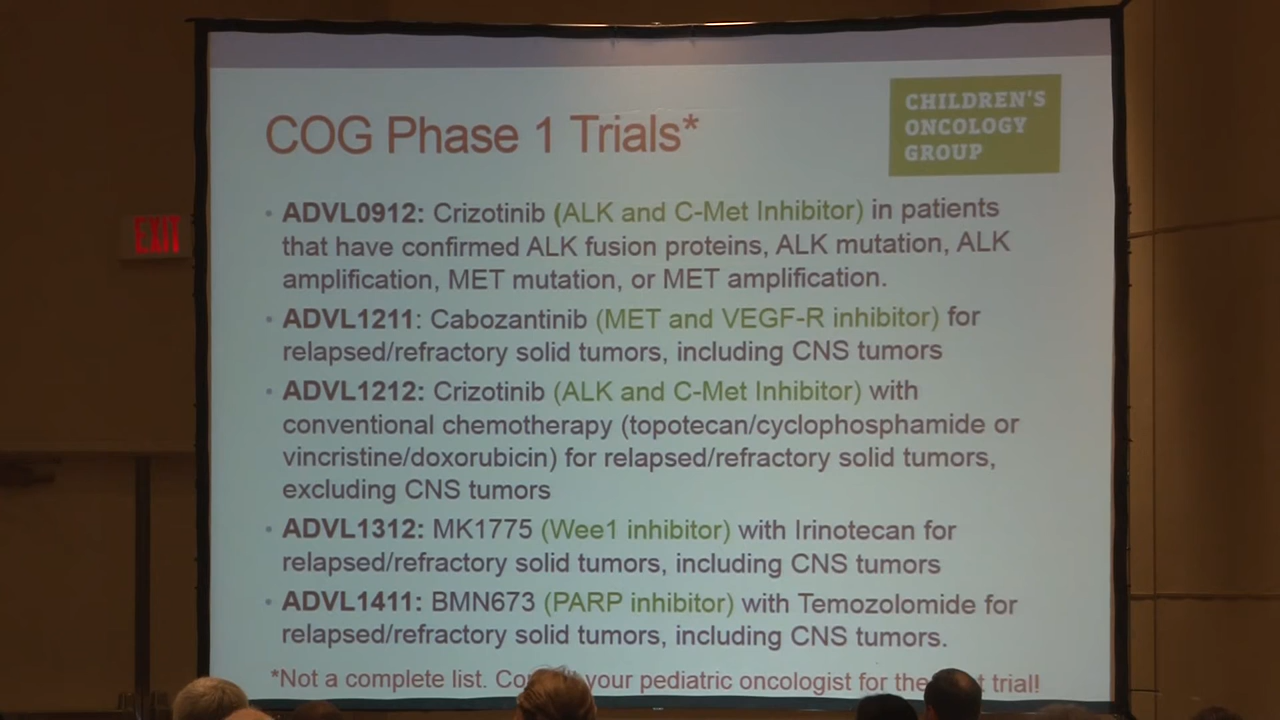 CHILDREN'S
ONCOLOGY
GROUP
COG Phase 1 Trials*
EXIT
• ADVL0912: Crizotinib (ALK and C-Met Inhibitor) in patients
that have confirmed ALK fusion proteins, ALK mutation, ALK
amplification, MET mutation, or MET amplification.
• ADVL1211: Cabozantinib (MET and VEGF-R inhibitor) for
relapsed/refractory solid tumors, including CNS tumors
• ADVL1212: Crizotinib (ALK and C-Met Inhibitor) with
conventional chemotherapy (topotecan/cyclophosphamide or
vincristine/doxorubicin) for relapsed/refractory solid tumors,
excluding CNS tumors
• ADVL1312: MK1775 (Wee1 inhibitor) with Irinotecan for
relapsed/refractory solid tumors, including CNS tumors
• ADVL1411: BMN673 (PARP inhibitor) with Temozolomide for
relapsed/refractory solid tumors, including CNS tumors.
*Not a complete list. your pediatric oncologist for the trial!